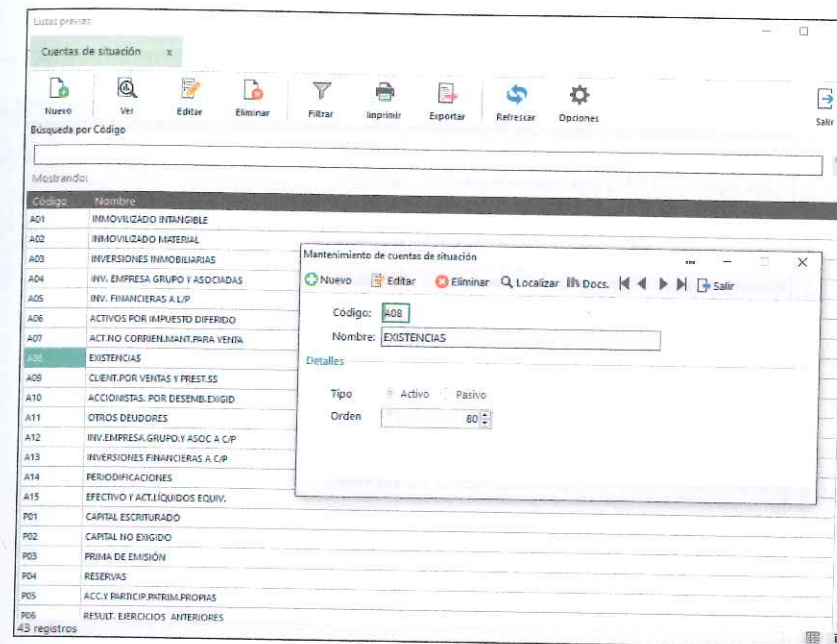 Listas previas
Cuentas de situación x
Nuevo Ver Editar Eliminar Filtrar Imprimir Exportar Refrescar Opciones Salir
Búsqueda por Código
Mostrando:
Código Nombre
A01 INMOVILIZADO INTANGIBLE
A02 INMOVILIZADO MATERIAL
A03 INVERSIONES INMOBILIARIAS
A04 INV. EMPRESA GRUPO Y ASOCIADAS
A05 INV. FINANCIERAS A L/P
A06 ACTIVOS POR IMPUESTO DIFERIDO
A07 ACT.NO CORRIEN.MANT.PARA VENTA
A08 EXISTENCIAS
A09 CLIENT.POR VENTAS Y PREST.SS
A10 ACCIONISTAS. POR DESEMB.EXIGID
A11 OTROS DEUDORES
A12 INV.EMPRESA.GRUPO.Y ASOC A C/P
A13 INVERSIONES FINANCIERAS A C/P
A14 PERIODIFICACIONES
A15 EFECTIVO Y ACT.LÍQUIDOS EQUIV.
P01 CAPITAL ESCRITURADO
P02 CAPITAL NO EXIGIDO
P03 PRIMA DE EMISIÓN
P04 RESERVAS
P05 ACC.Y PARTICIP.PATRIM.PROPIAS
P06 RESULT. EJERCICIOS ANTERIORES
43 registros
Mantenimiento de cuentas de situación
Nuevo Editar Eliminar Localizar Docs. Salir
Código: A08
Nombre: EXISTENCIAS
Detalles
Tipo Activo Pasivo
Orden 80